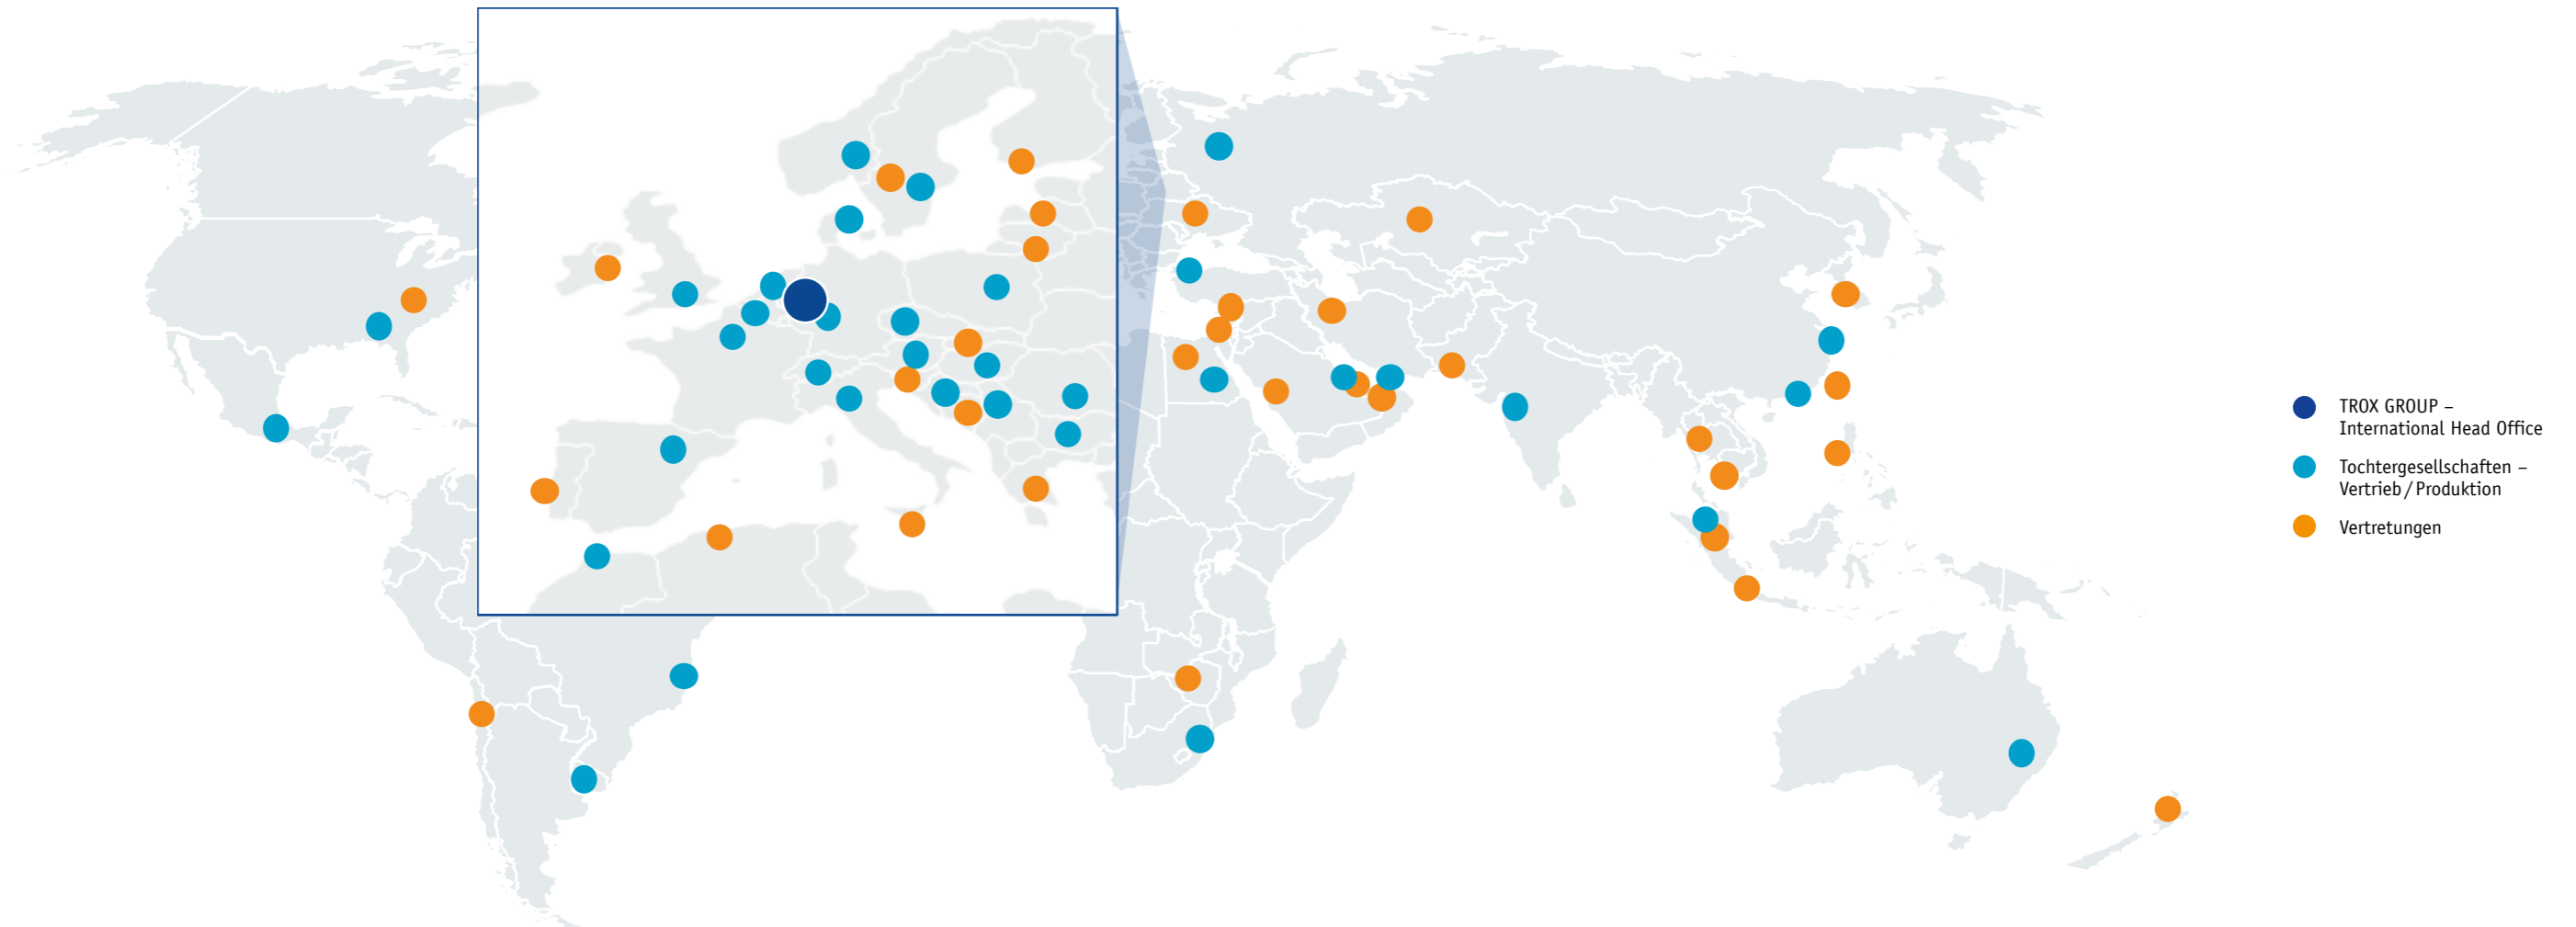 TROX GROUP –
International Head Office
Tochtergesellschaften –
Vertrieb/Produktion
Vertretungen